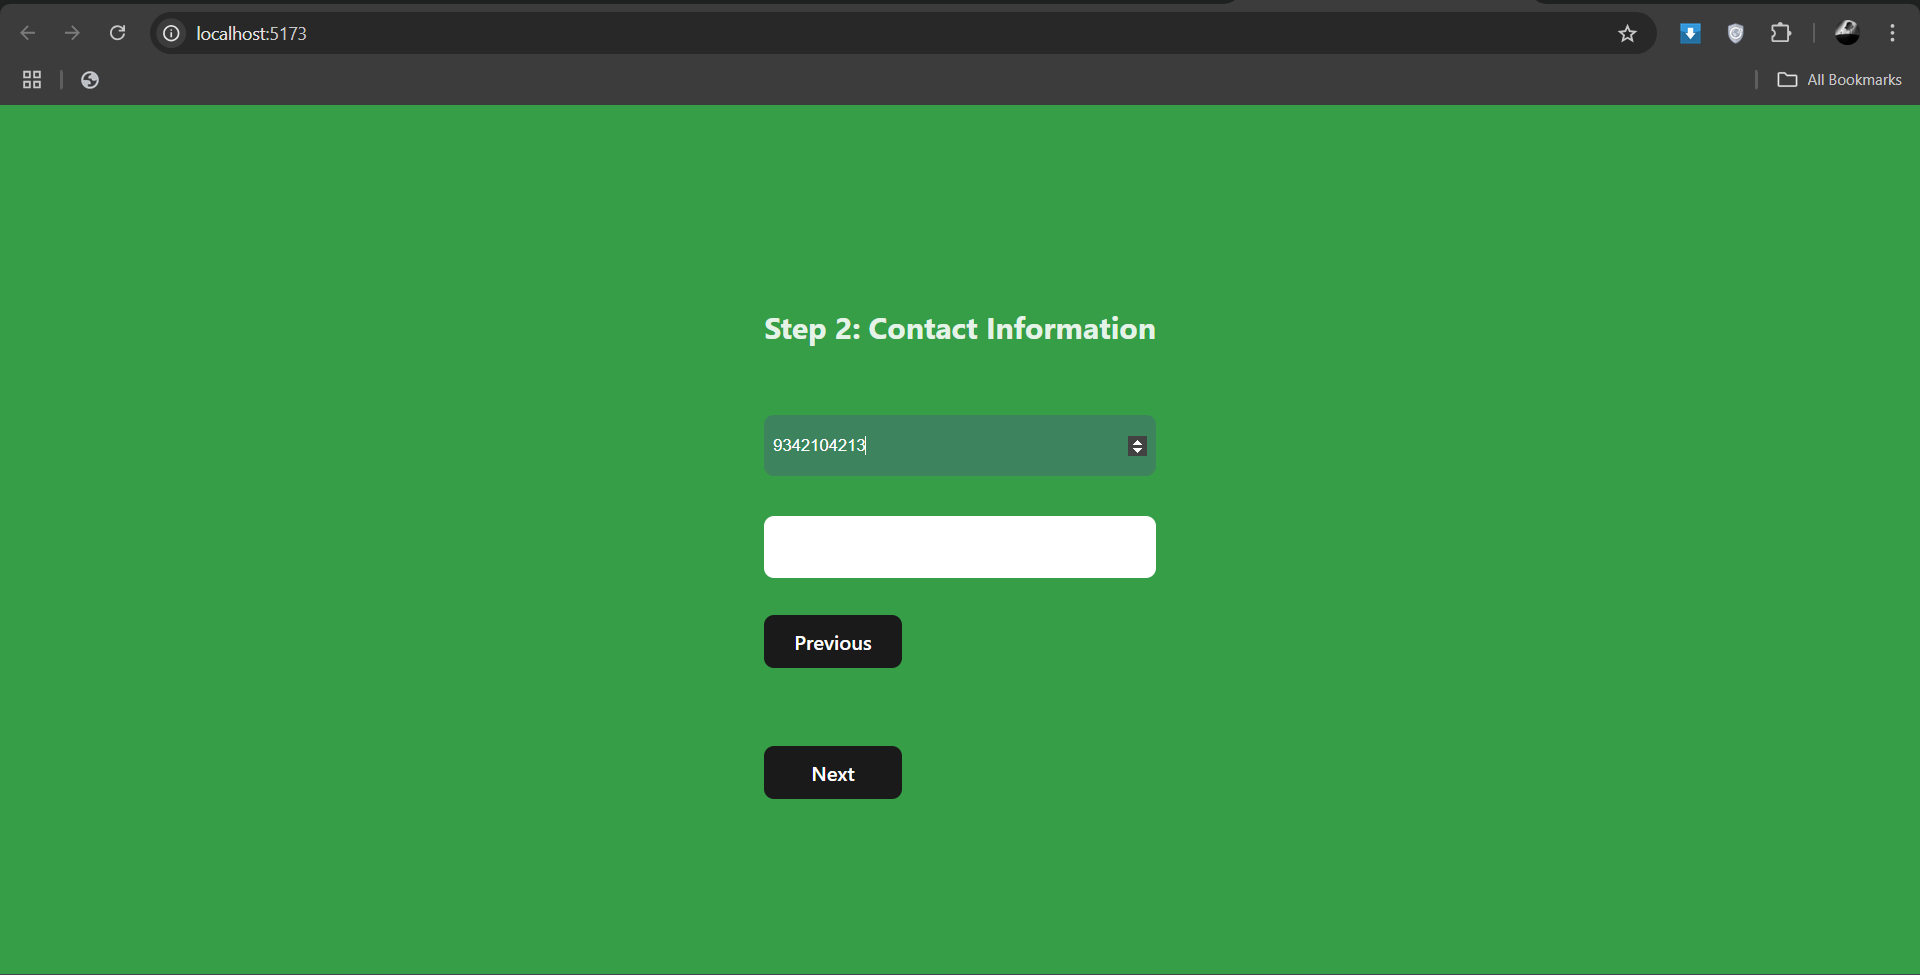 localhost:5173
All Bookmarks
Step 2: Contact Information
9342104213
Previous
Next